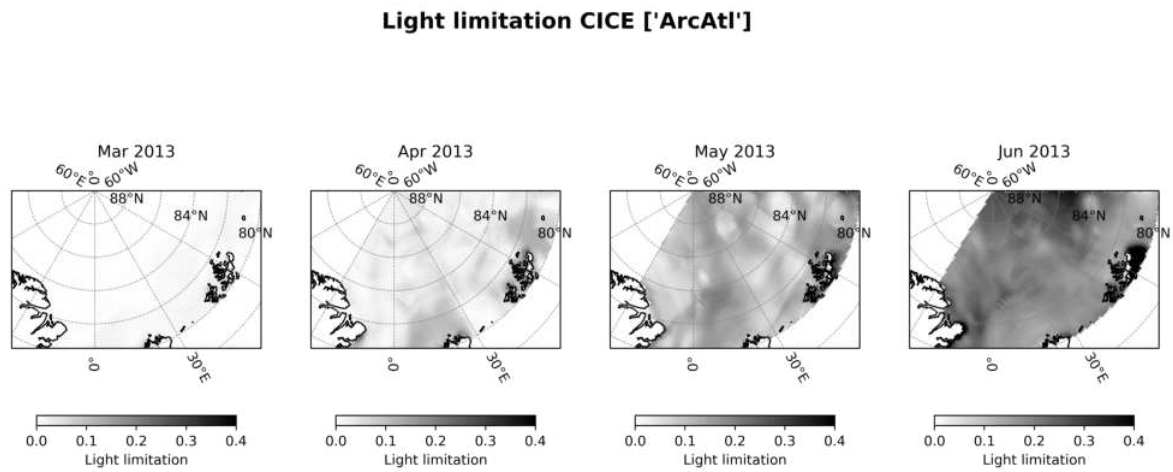 Light limitation CICE ['ArcAtl']
Mar 2013
Apr 2013
May 2013
Jun 2013
60°E 0° 60°W
60°E 0° 60°W
60°E 0° 60°W
60°E 0° 60°W
88°N
84°N
80°N
88°N
84°N
80°N
88°N
84°N
80°N
88°N
84°N
80°N
0°
30°E
0°
30°E
0°
30°E
0°
30°E
0.0 0.1 0.2 0.3 0.4
Light limitation
0.0 0.1 0.2 0.3 0.4
Light limitation
0.0 0.1 0.2 0.3 0.4
Light limitation
0.0 0.1 0.2 0.3 0.4
Light limitation